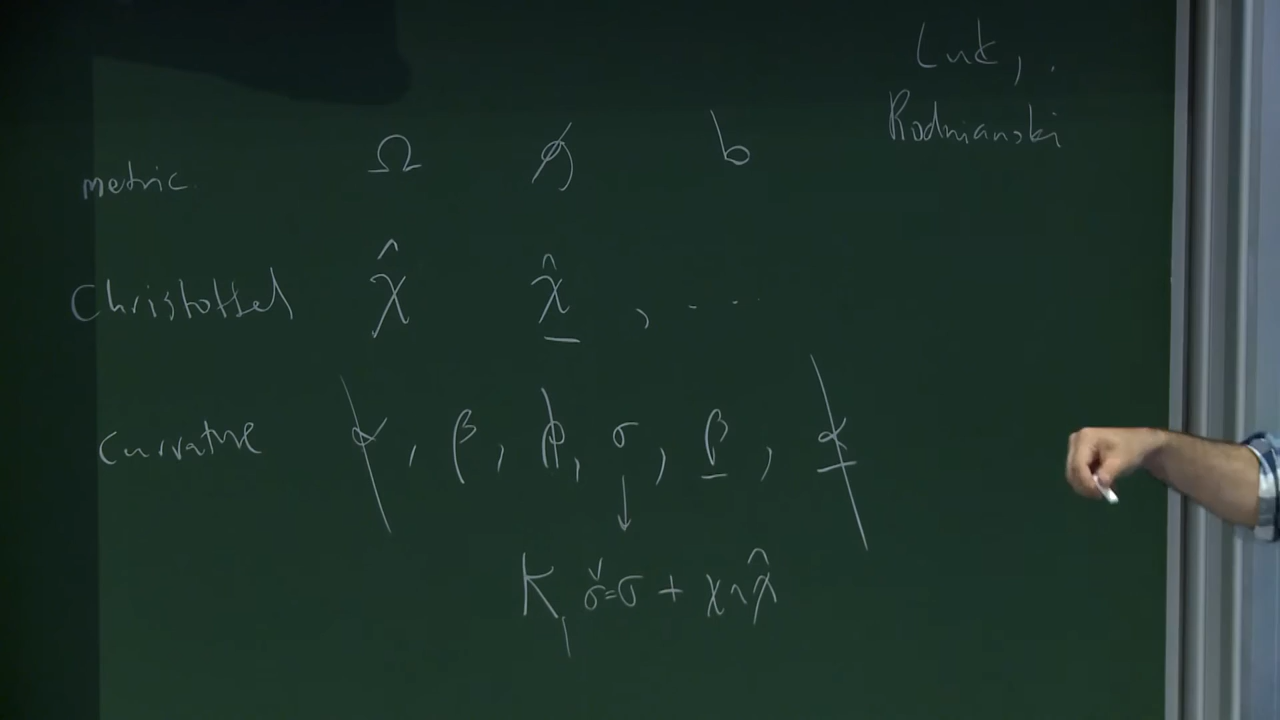 Luk,
Rodnianski
metric Ω g̸ b
Christoffel χ̂ χ̲̂ , ...
Curvature α̸, β, ρ̸, σ, β̲, α̸̲
↓
K, σ̌ = σ + χ ∧ χ̂